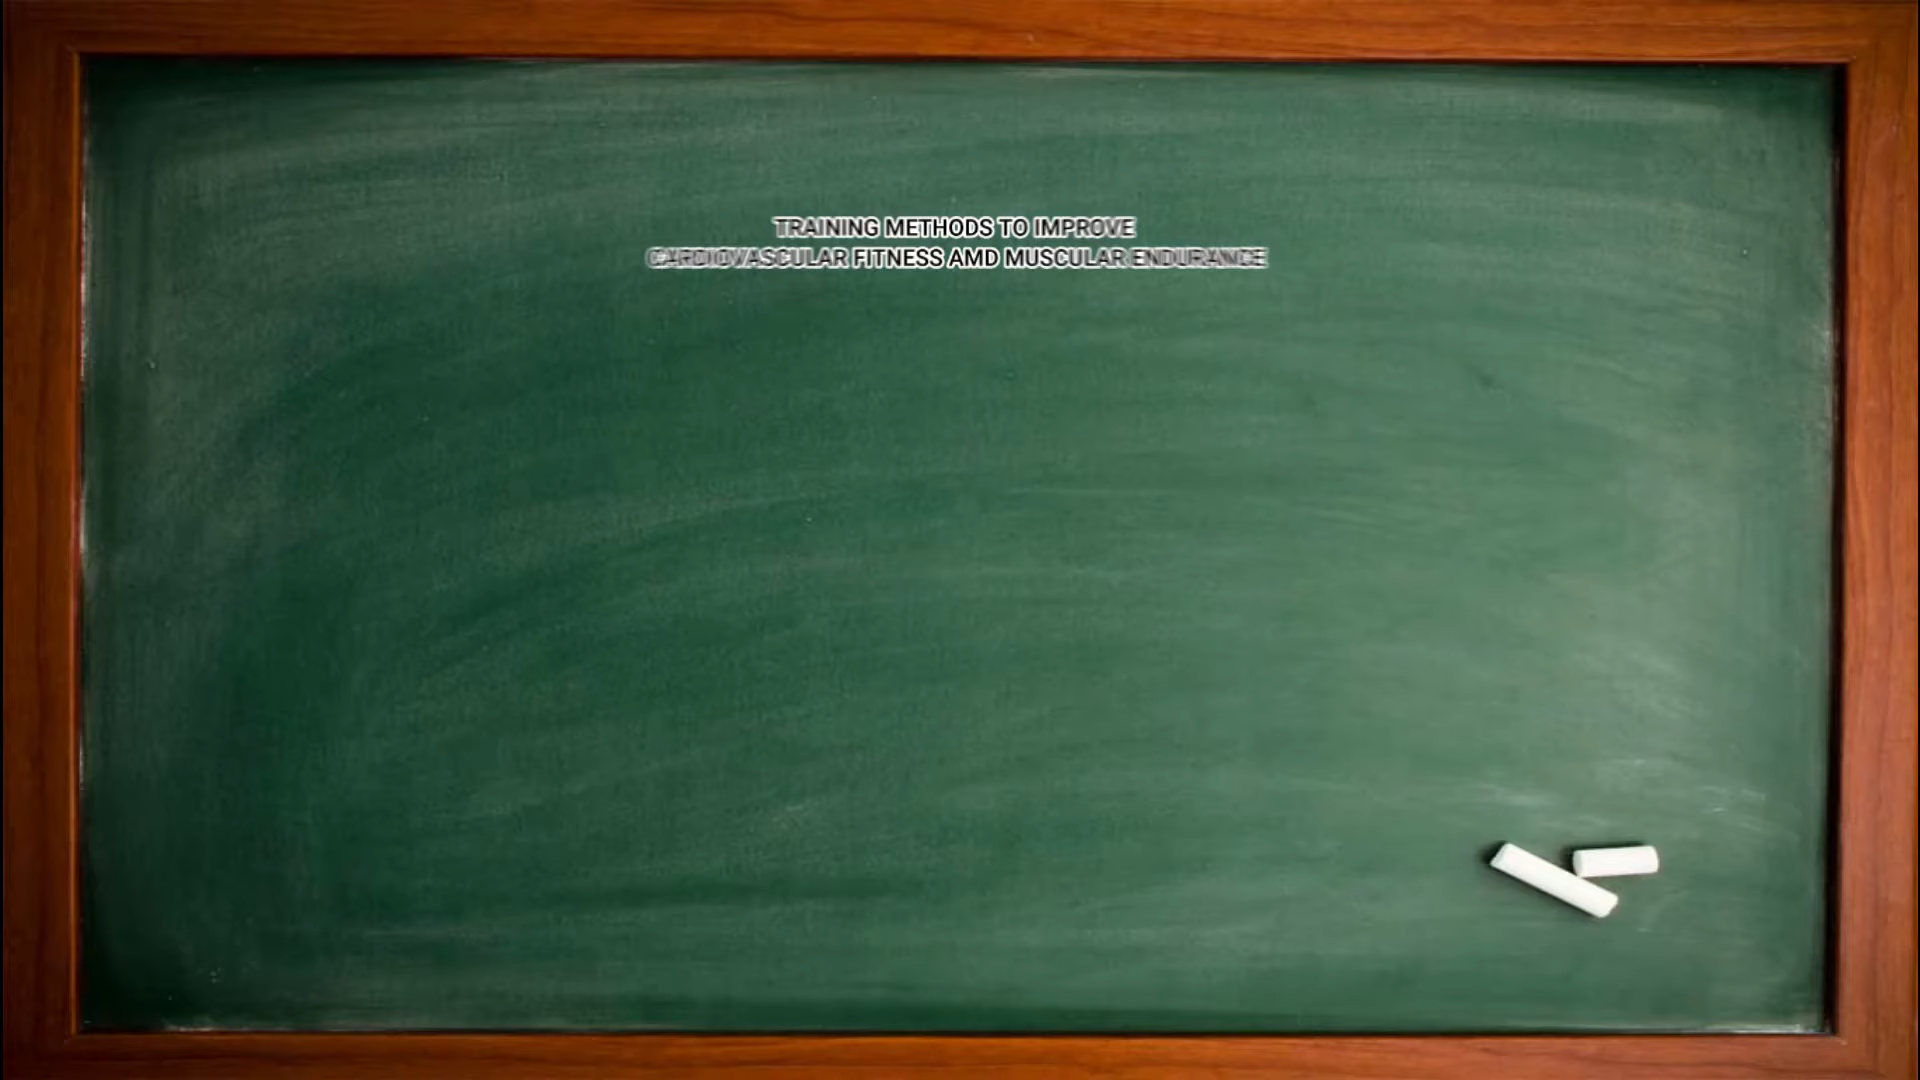 TRAINING METHODS TO IMPROVE
CARDIOVASCULAR FITNESS AMD MUSCULAR ENDURANCE